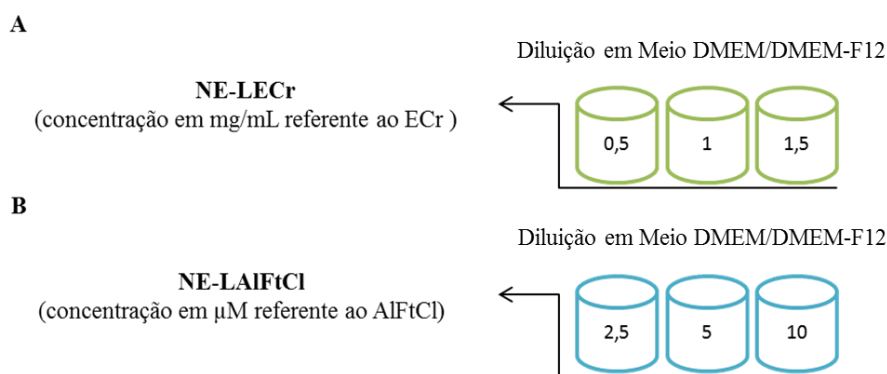 A
Diluição em Meio DMEM/DMEM-F12
NE-LECr
(concentração em mg/mL referente ao ECr )
0,5 1 1,5
B
Diluição em Meio DMEM/DMEM-F12
NE-LAlFtCl
(concentração em µM referente ao AlFtCl)
2,5 5 10